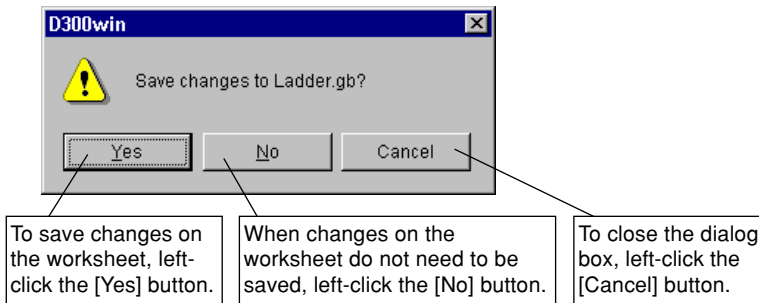 D300win
Save changes to Ladder.gb?
Yes
No
Cancel
To save changes on
the worksheet, left-
click the [Yes] button.
When changes on the
worksheet do not need to be
saved, left-click the [No] button.
To close the dialog
box, left-click the
[Cancel] button.